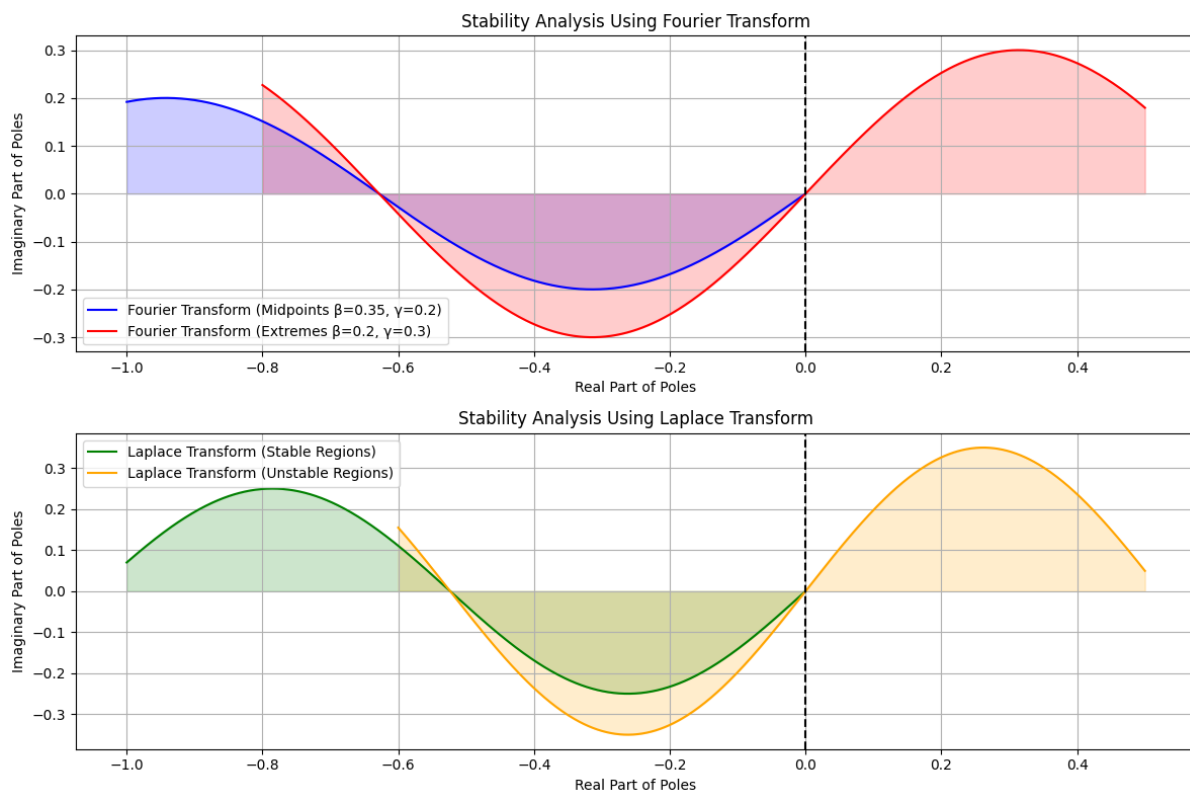 Stability Analysis Using Fourier Transform
Imaginary Part of Poles
0.3
0.2
0.1
0.0
−0.1
−0.2
−0.3
Fourier Transform (Midpoints β=0.35, γ=0.2)
Fourier Transform (Extremes β=0.2, γ=0.3)
−1.0 −0.8 −0.6 −0.4 −0.2 0.0 0.2 0.4
Real Part of Poles
Stability Analysis Using Laplace Transform
Imaginary Part of Poles
Laplace Transform (Stable Regions)
Laplace Transform (Unstable Regions)
0.3
0.2
0.1
0.0
−0.1
−0.2
−0.3
−1.0 −0.8 −0.6 −0.4 −0.2 0.0 0.2 0.4
Real Part of Poles